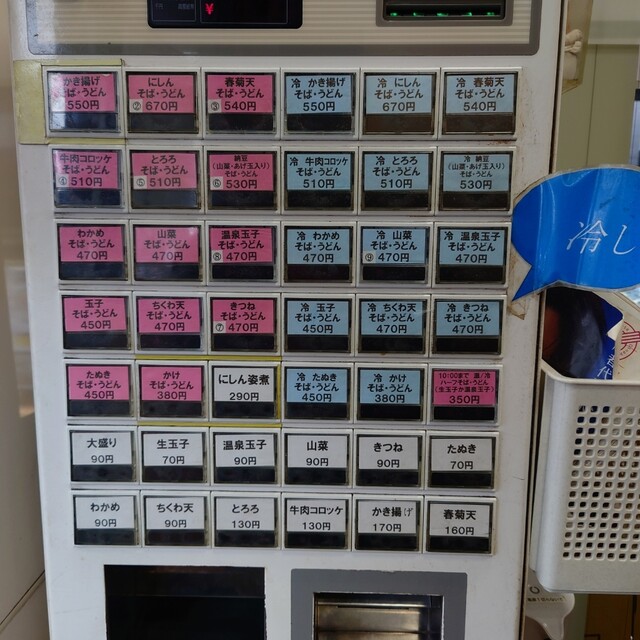 ¥
かき揚げ
そば・うどん
550円
にしん
そば・うどん
②670円
春菊天
そば・うどん
③540円
冷 かき揚げ
そば・うどん
550円
冷 にしん
そば・うどん
670円
冷 春菊天
そば・うどん
540円
牛肉コロッケ
そば・うどん
④510円
とろろ
そば・うどん
⑤510円
納豆
(山菜・あげ玉入り)
そば・うどん
⑥530円
冷 牛肉コロッケ
そば・うどん
510円
冷 とろろ
そば・うどん
510円
冷 納豆
(山菜・あげ玉入り)
そば・うどん
530円
わかめ
そば・うどん
470円
山菜
そば・うどん
470円
温泉玉子
そば・うどん
⑧470円
冷 わかめ
そば・うどん
470円
冷 山菜
そば・うどん
⑨470円
冷 温泉玉子
そば・うどん
470円
冷し
玉子
そば・うどん
450円
ちくわ天
そば・うどん
470円
きつね
そば・うどん
⑦470円
冷 玉子
そば・うどん
450円
冷 ちくわ天
そば・うどん
470円
冷 きつね
そば・うどん
470円
たぬき
そば・うどん
450円
かけ
そば・うどん
380円
にしん姿煮
290円
冷 たぬき
そば・うどん
450円
冷 かけ
そば・うどん
380円
10:00まで 温/冷
ハーフそば・うどん
(生玉子か温泉玉子)
350円
大盛り
90円
生玉子
70円
温泉玉子
90円
山菜
90円
きつね
90円
たぬき
70円
わかめ
90円
ちくわ天
90円
とろろ
130円
牛肉コロッケ
130円
かき揚げ
170円
春菊天
160円